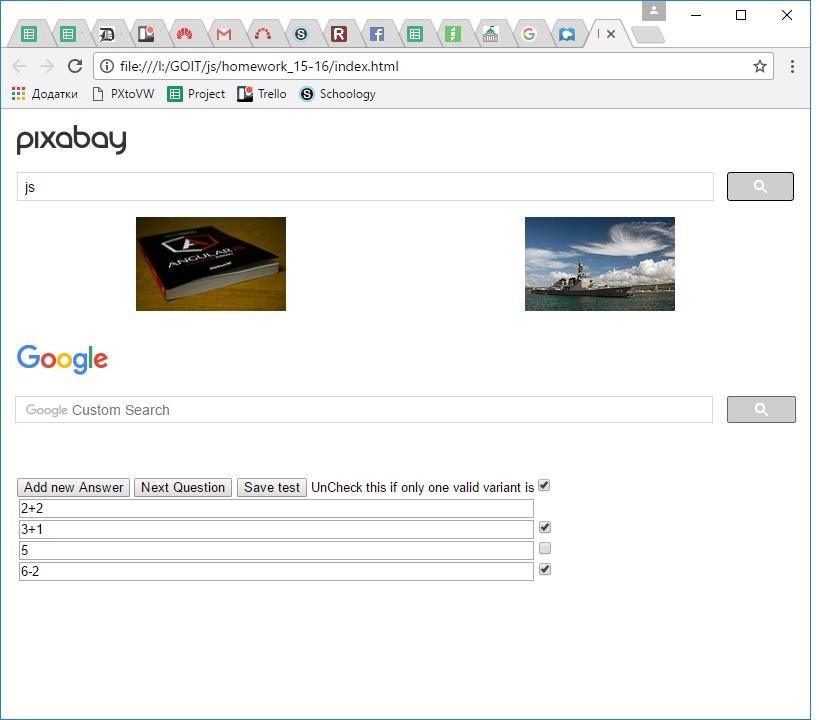 file:///I:/GOIT/js/homework_15-16/index.html
Додатки PXtoVW Project Trello Schoology
pixabay
js
ANGULAR JS
Google
Google Custom Search
Add new Answer Next Question Save test UnCheck this if only one valid variant is
2+2
3+1
5
6-2